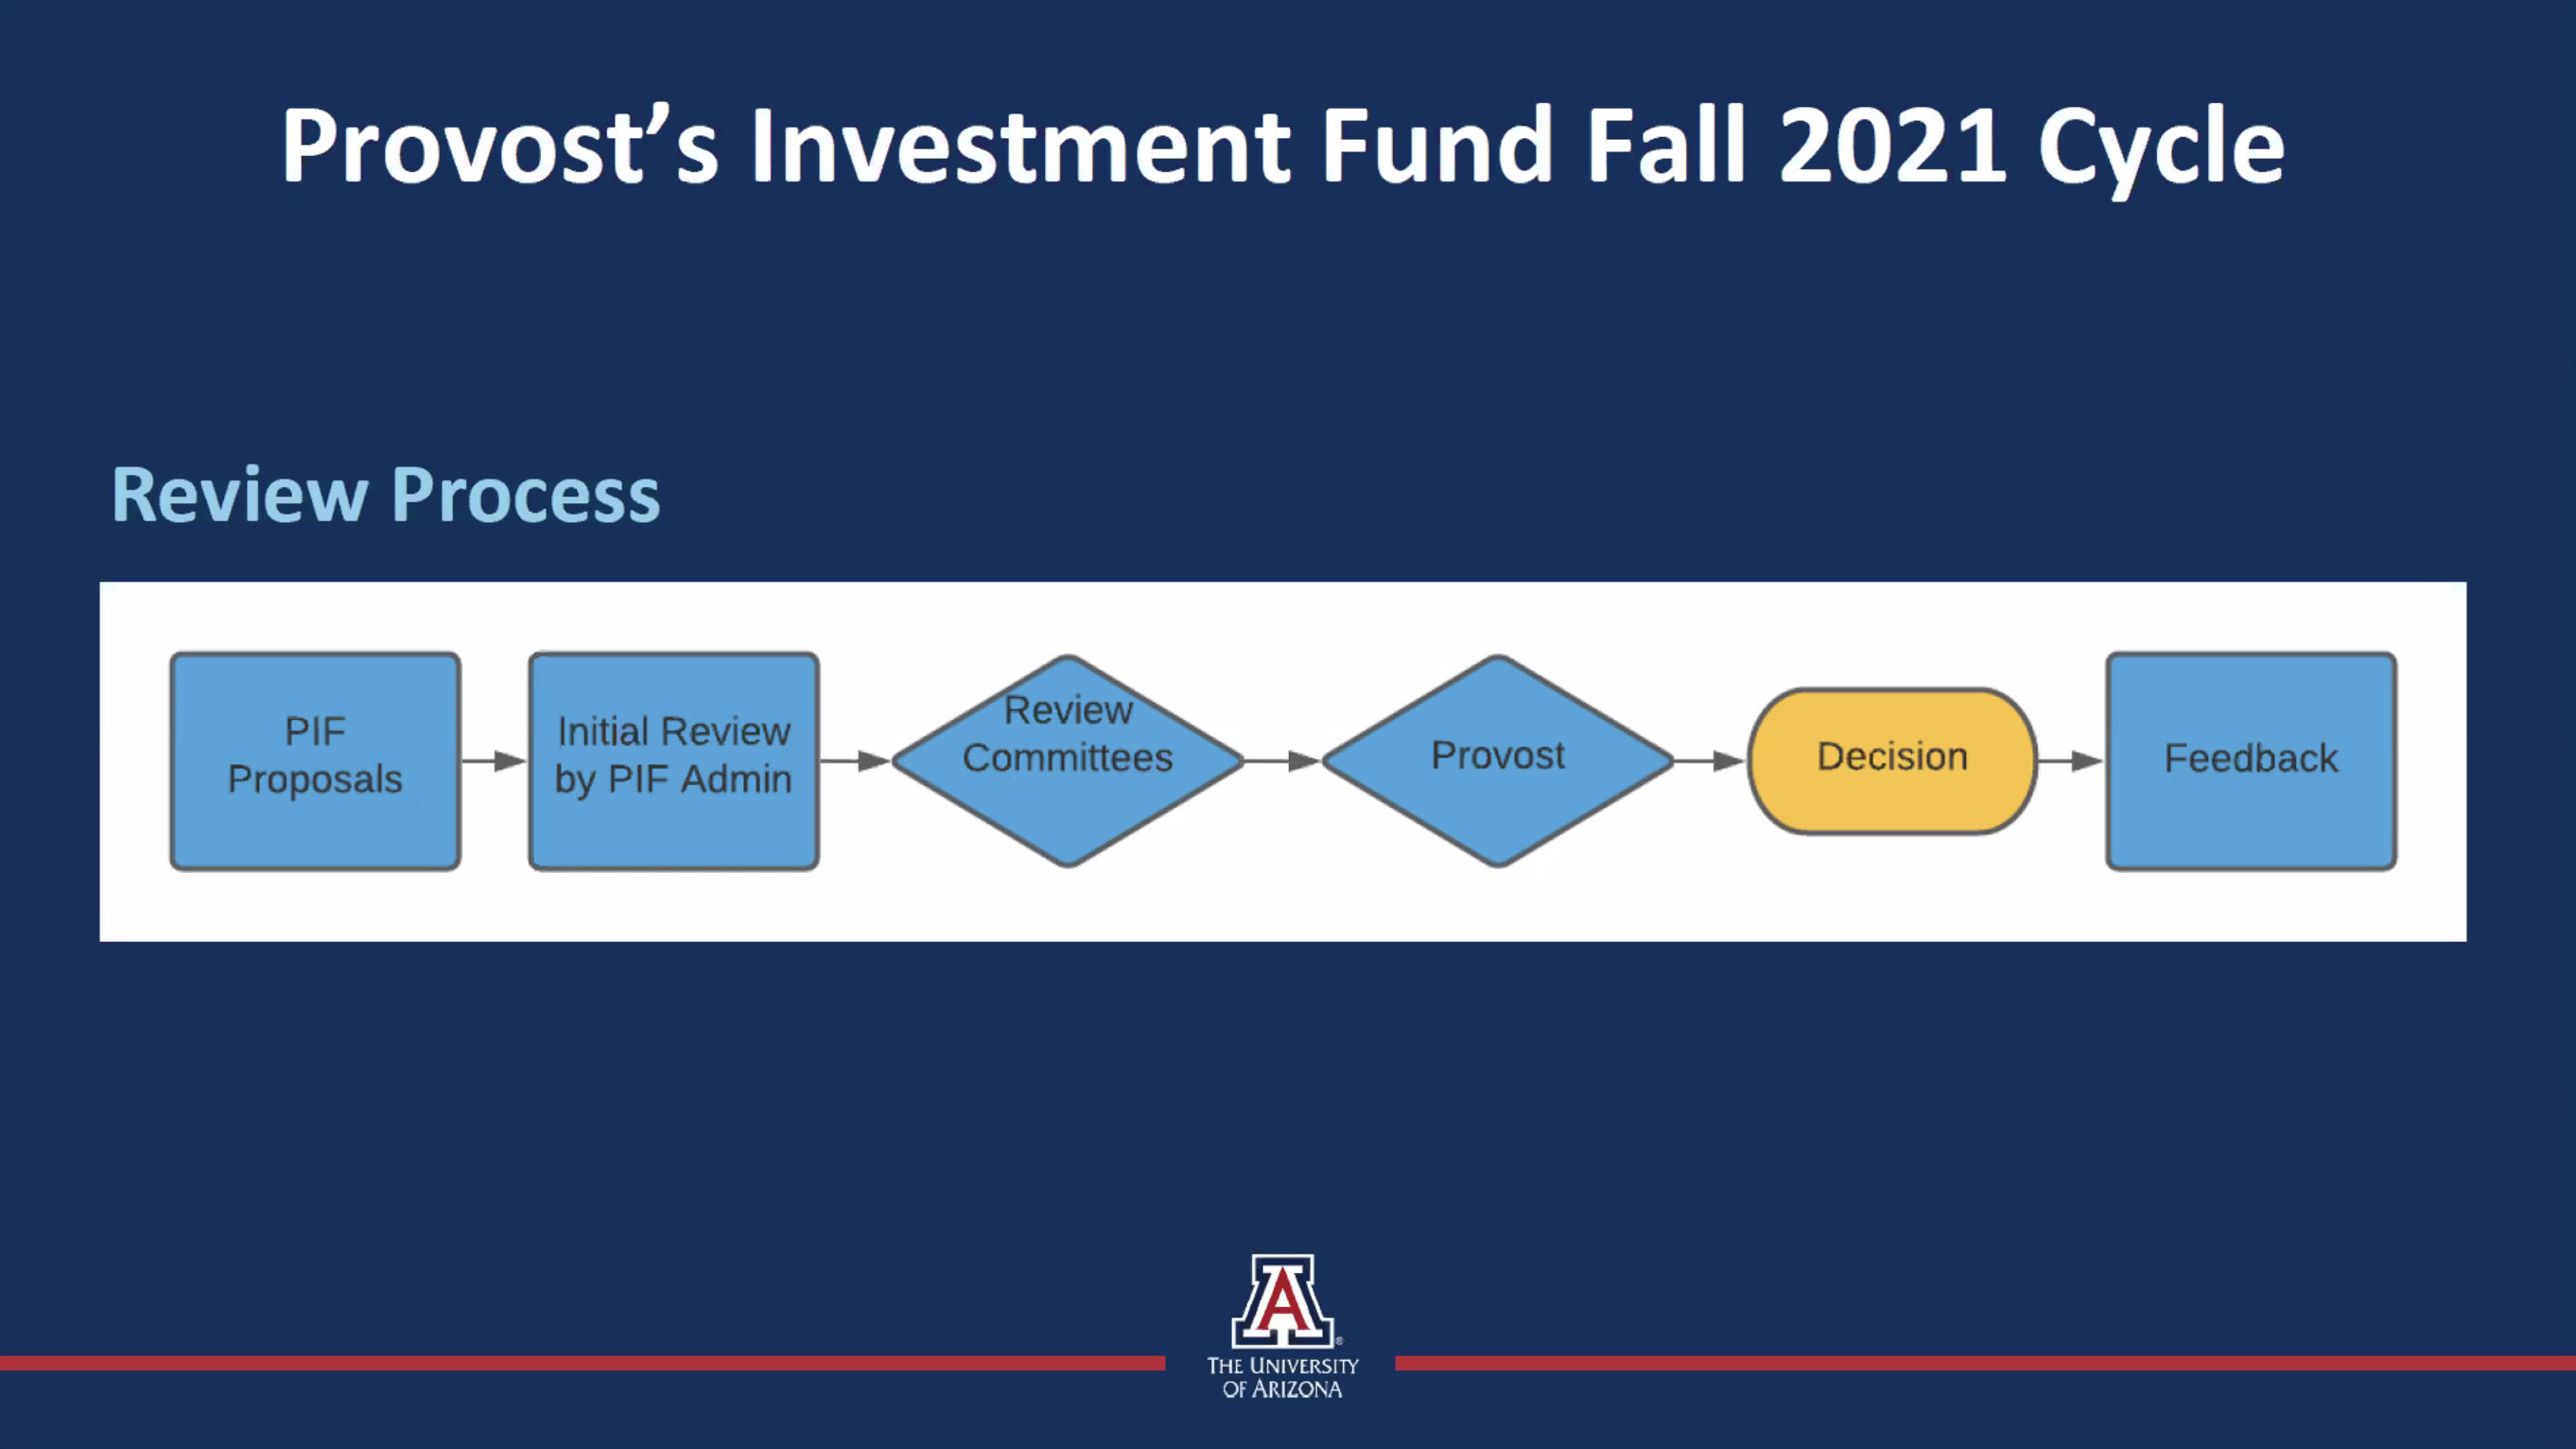 Provost’s Investment Fund Fall 2021 Cycle
Review Process
PIF
Proposals
Initial Review
by PIF Admin
Review
Committees
Provost
Decision
Feedback
A
THE UNIVERSITY
OF ARIZONA